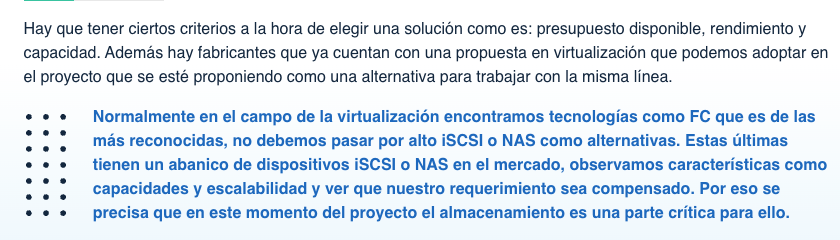 Hay que tener ciertos criterios a la hora de elegir una solución como es: presupuesto disponible, rendimiento y
capacidad. Además hay fabricantes que ya cuentan con una propuesta en virtualización que podemos adoptar en
el proyecto que se esté proponiendo como una alternativa para trabajar con la misma línea.
Normalmente en el campo de la virtualización encontramos tecnologías como FC que es de las
más reconocidas, no debemos pasar por alto iSCSI o NAS como alternativas. Estas últimas
tienen un abanico de dispositivos iSCSI o NAS en el mercado, observamos características como
capacidades y escalabilidad y ver que nuestro requerimiento sea compensado. Por eso se
precisa que en este momento del proyecto el almacenamiento es una parte crítica para ello.